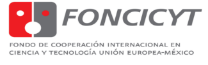 FONCICYT
FONDO DE COOPERACIÓN INTERNACIONAL EN
CIENCIA Y TECNOLOGÍA UNIÓN EUROPEA-MÉXICO